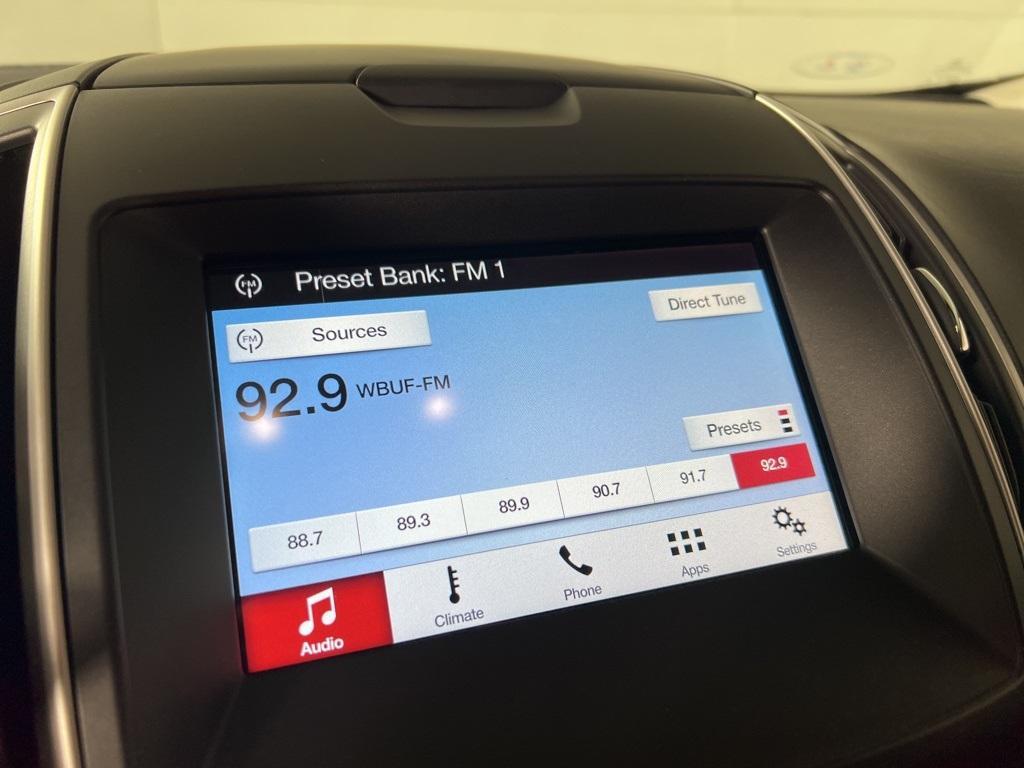 FM Preset Bank: FM 1
Direct Tune
FM Sources
92.9 WBUF-FM
Presets
88.7 89.3 89.9 90.7 91.7 92.9
Audio Climate Phone Apps Settings